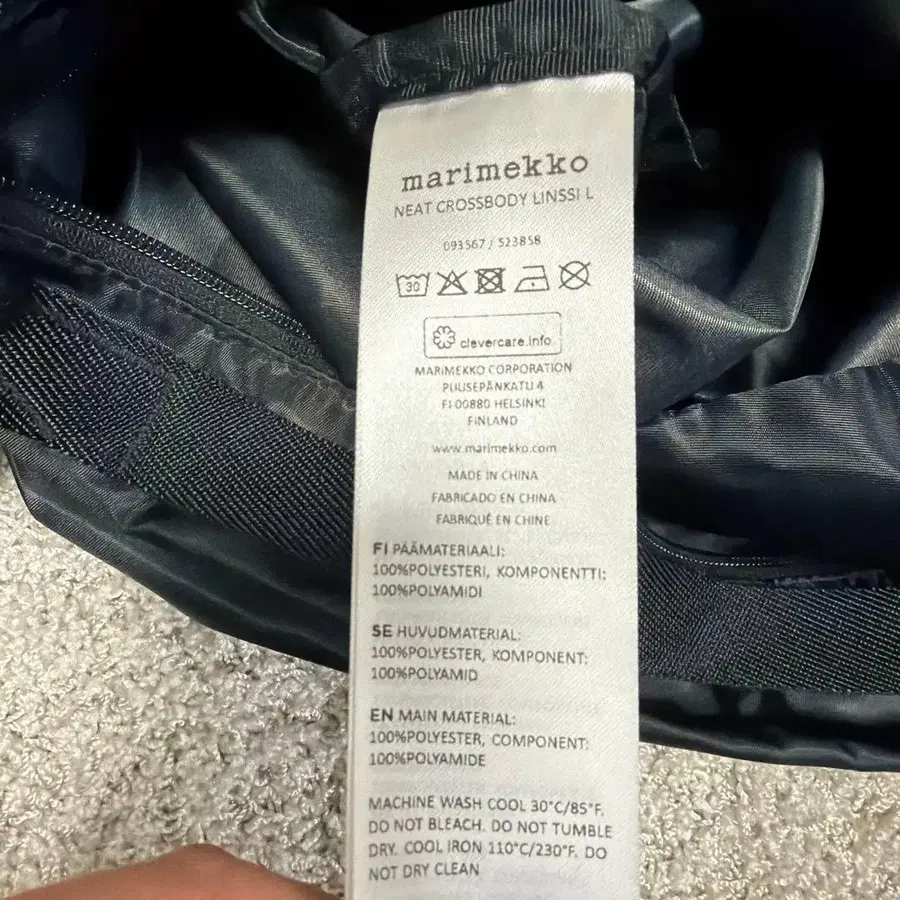 marimekko
NEAT CROSSBODY LINSSI L
093567 / 523858
30
clevercare.info
MARIMEKKO CORPORATION
PUUSEPÄNKATU 4
FI 00880 HELSINKI
FINLAND
www.marimekko.com
MADE IN CHINA
FABRICADO EN CHINA
FABRIQUÉ EN CHINE
FI PÄÄMATERIAALI:
100%POLYESTERI, KOMPONENTTI:
100%POLYAMIDI
SE HUVUDMATERIAL:
100%POLYESTER, KOMPONENT:
100%POLYAMID
EN MAIN MATERIAL:
100%POLYESTER, COMPONENT:
100%POLYAMIDE
MACHINE WASH COOL 30°C/85°F.
DO NOT BLEACH. DO NOT TUMBLE
DRY. COOL IRON 110°C/230°F. DO
NOT DRY CLEAN